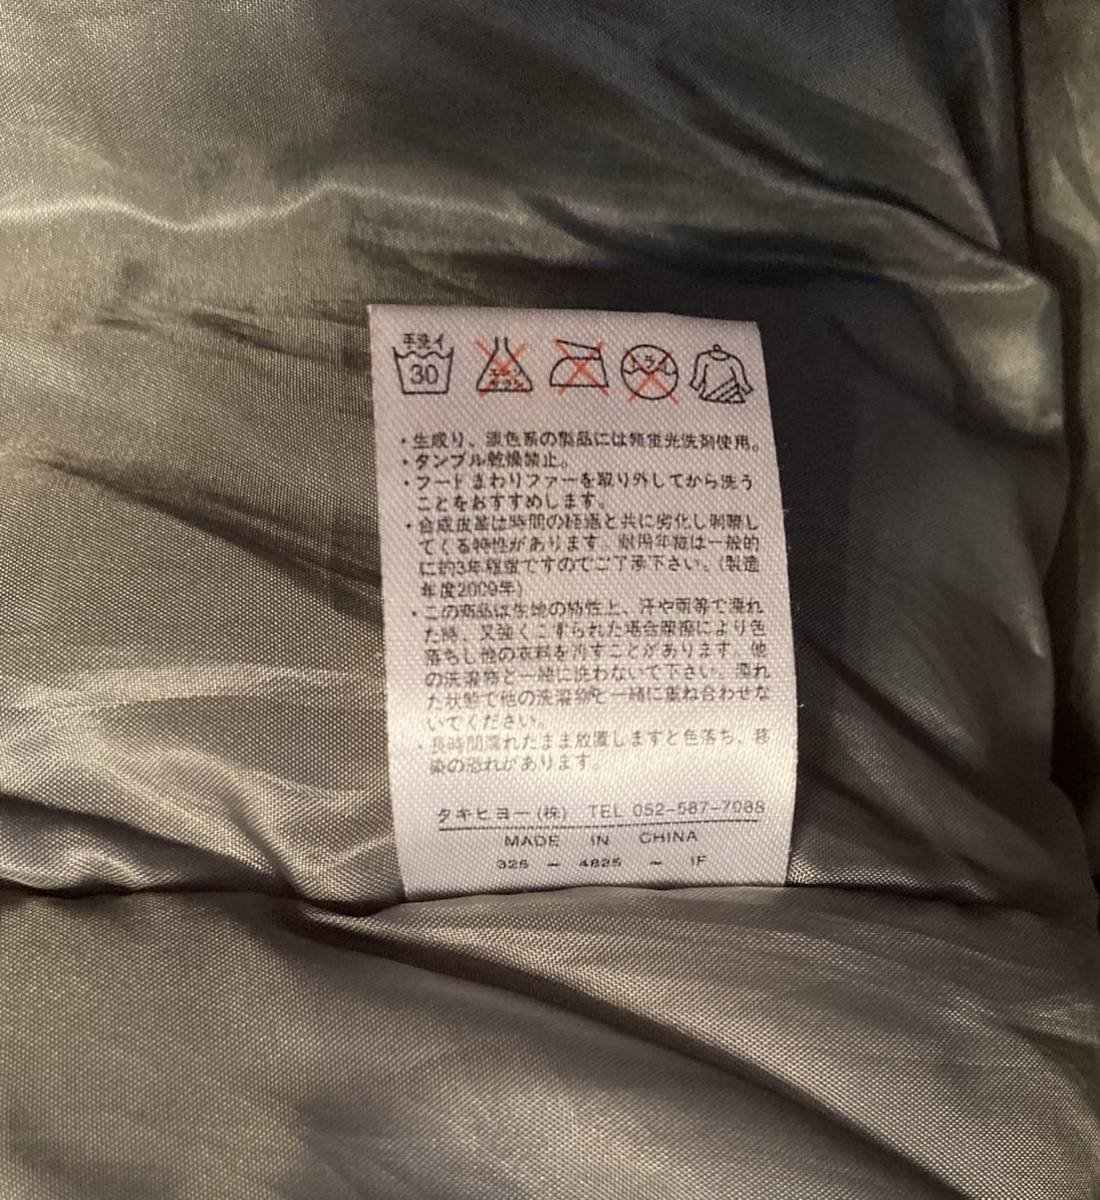 手洗イ
30
エンソ
サラシ
ドライ
・生成り、淡色系の製品には無蛍光洗剤使用。
・タンブル乾燥禁止。
・フードまわりファーを取り外してから洗う
ことをおすすめします。
・合成皮革は時間の経過と共に劣化し剥離し
てくる特性があります。耐用年数は一般的
に約3年程度ですのでご了承下さい。(製造
年度2009年)
・この商品は生地の特性上、汗や雨等で濡れ
た時、又強くこすられた場合摩擦により色
落ちし他の衣料を汚すことがあります。他
の洗濯物と一緒に洗わないで下さい。濡れ
た状態で他の洗濯物と一緒に重ね合わせな
いでください。
・長時間濡れたまま放置しますと色落ち、移
染の恐れがあります。
タキヒヨー(株) TEL 052-587-7088
MADE IN CHINA
325 - 4825 - IF